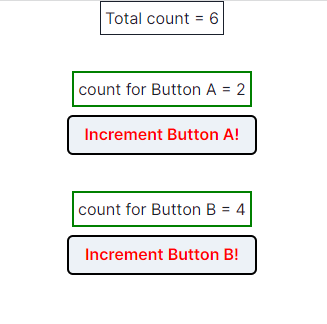 Total count = 6
count for Button A = 2
Increment Button A!
count for Button B = 4
Increment Button B!